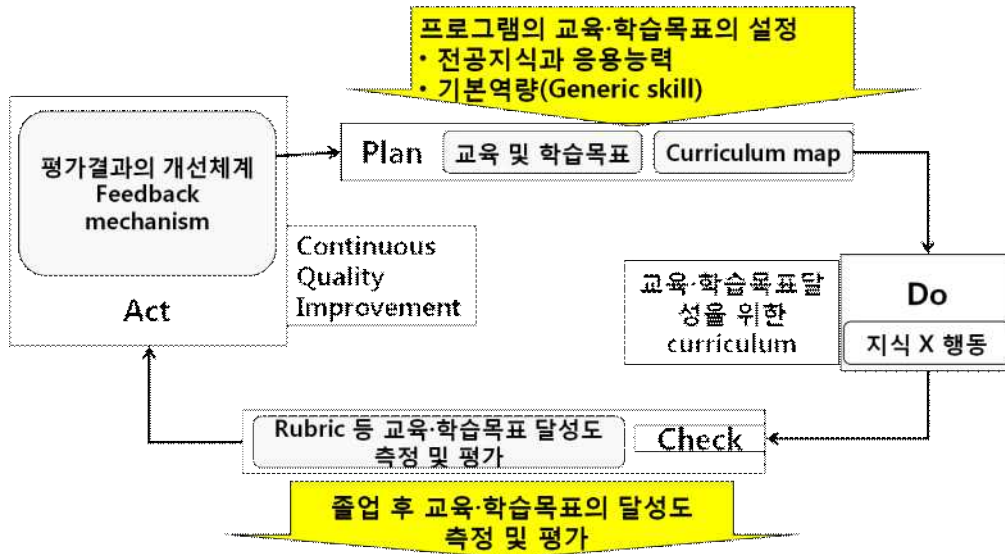 프로그램의 교육·학습목표의 설정
• 전공지식과 응용능력
• 기본역량(Generic skill)
Plan
교육 및 학습목표
Curriculum map
평가결과의 개선체계
Feedback
mechanism
Act
Continuous
Quality
Improvement
교육·학습목표달
성을 위한
curriculum
Do
지식 X 행동
Rubric 등 교육·학습목표 달성도
측정 및 평가
Check
졸업 후 교육·학습목표의 달성도
측정 및 평가